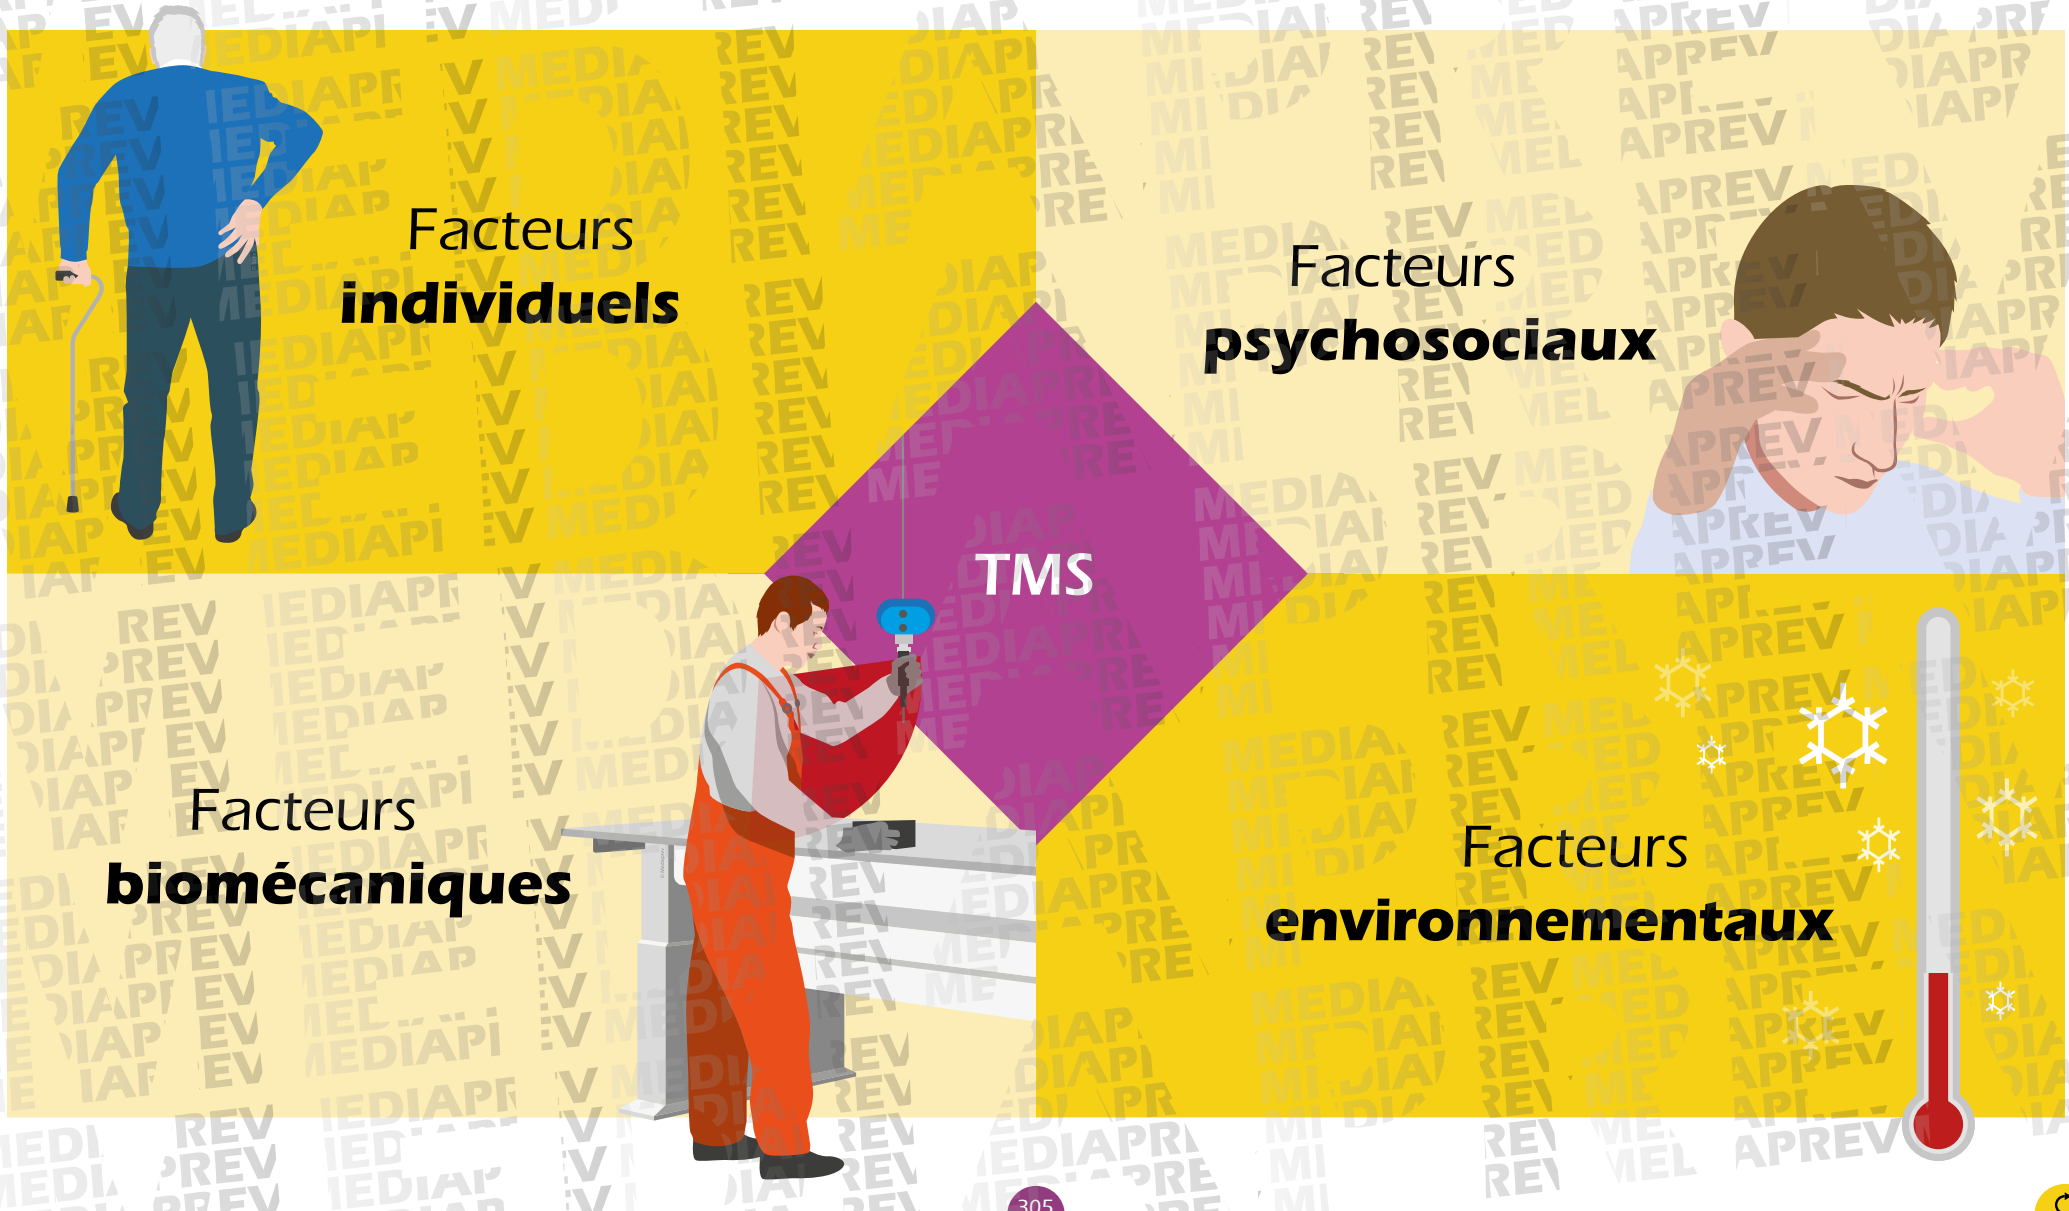 Facteurs
individuels
Facteurs
psychosociaux
TMS
Facteurs
biomécaniques
Facteurs
environnementaux
305